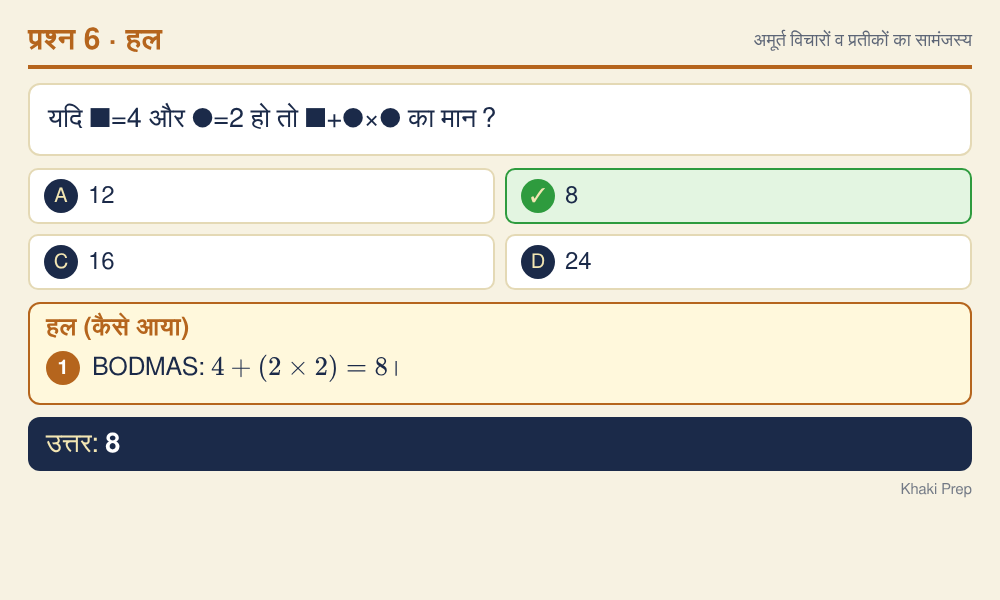 प्रश्न 6 · हल
अमूर्त विचारों व प्रतीकों का सामंजस्य
यदि ■=4 और ●=2 हो तो ■+●×● का मान ?
A 12
✓ 8
C 16
D 24
हल (कैसे आया)
1 BODMAS: 4 + (2 × 2) = 8।
उत्तर: 8
Khaki Prep